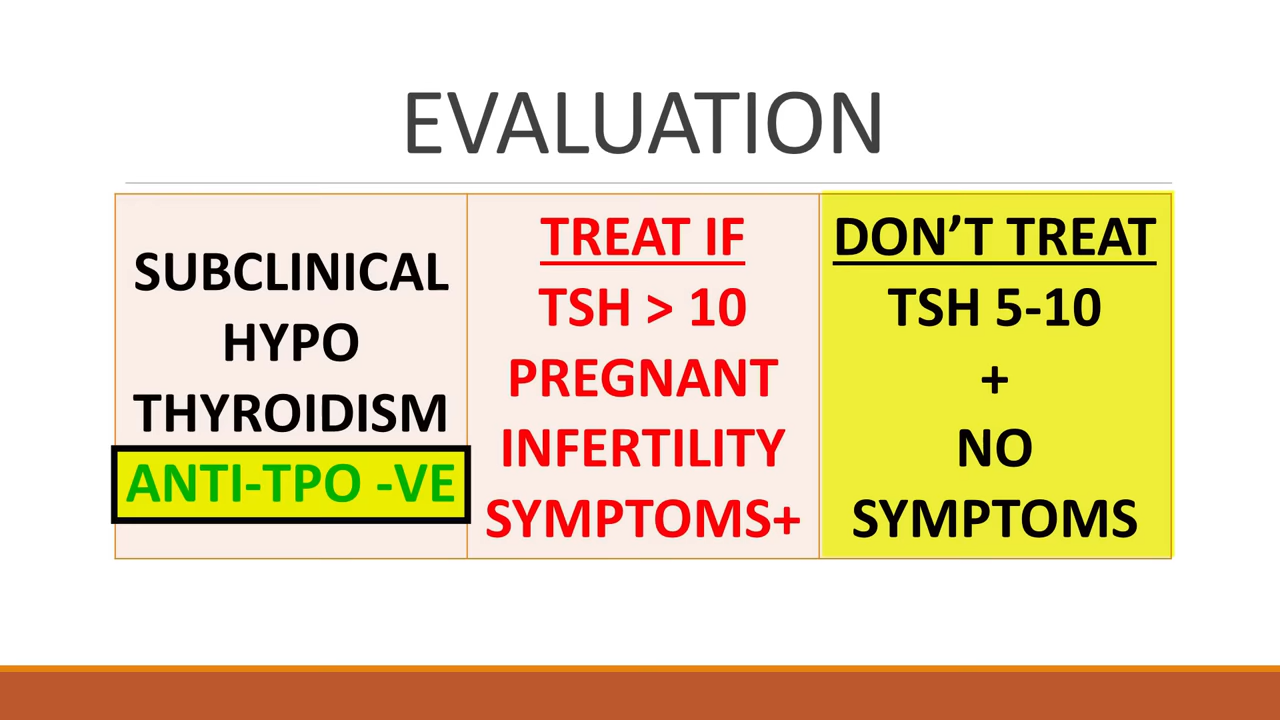 EVALUATION
SUBCLINICAL
HYPO
THYROIDISM
ANTI-TPO -VE
TREAT IF
TSH > 10
PREGNANT
INFERTILITY
SYMPTOMS+
DON’T TREAT
TSH 5-10
+
NO
SYMPTOMS